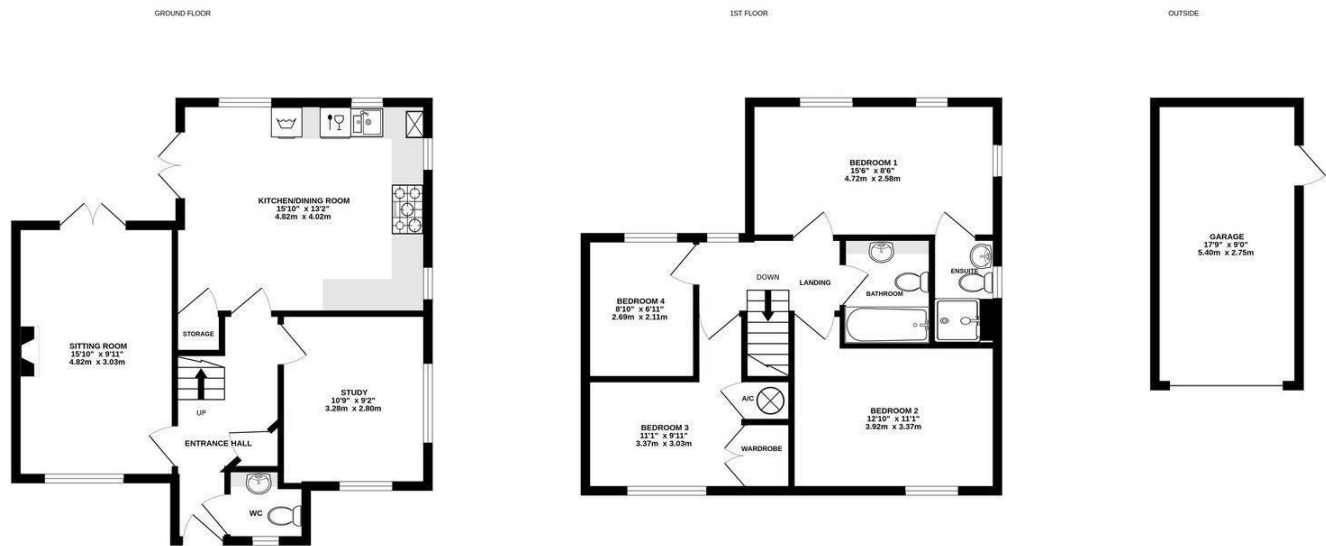 GROUND FLOOR
1ST FLOOR
OUTSIDE
KITCHEN/DINING ROOM
15'10" x 13'2"
4.82m x 4.02m
STORAGE
SITTING ROOM
15'10" x 9'11"
4.82m x 3.03m
UP
STUDY
10'9" x 9'2"
3.28m x 2.80m
ENTRANCE HALL
WC
BEDROOM 1
15'6" x 8'6"
4.72m x 2.58m
DOWN
LANDING
BATHROOM
ENSUITE
BEDROOM 4
8'10" x 6'11"
2.69m x 2.11m
A/C
BEDROOM 3
11'1" x 9'11"
3.37m x 3.03m
WARDROBE
BEDROOM 2
12'10" x 11'1"
3.92m x 3.37m
GARAGE
17'9" x 9'0"
5.40m x 2.75m